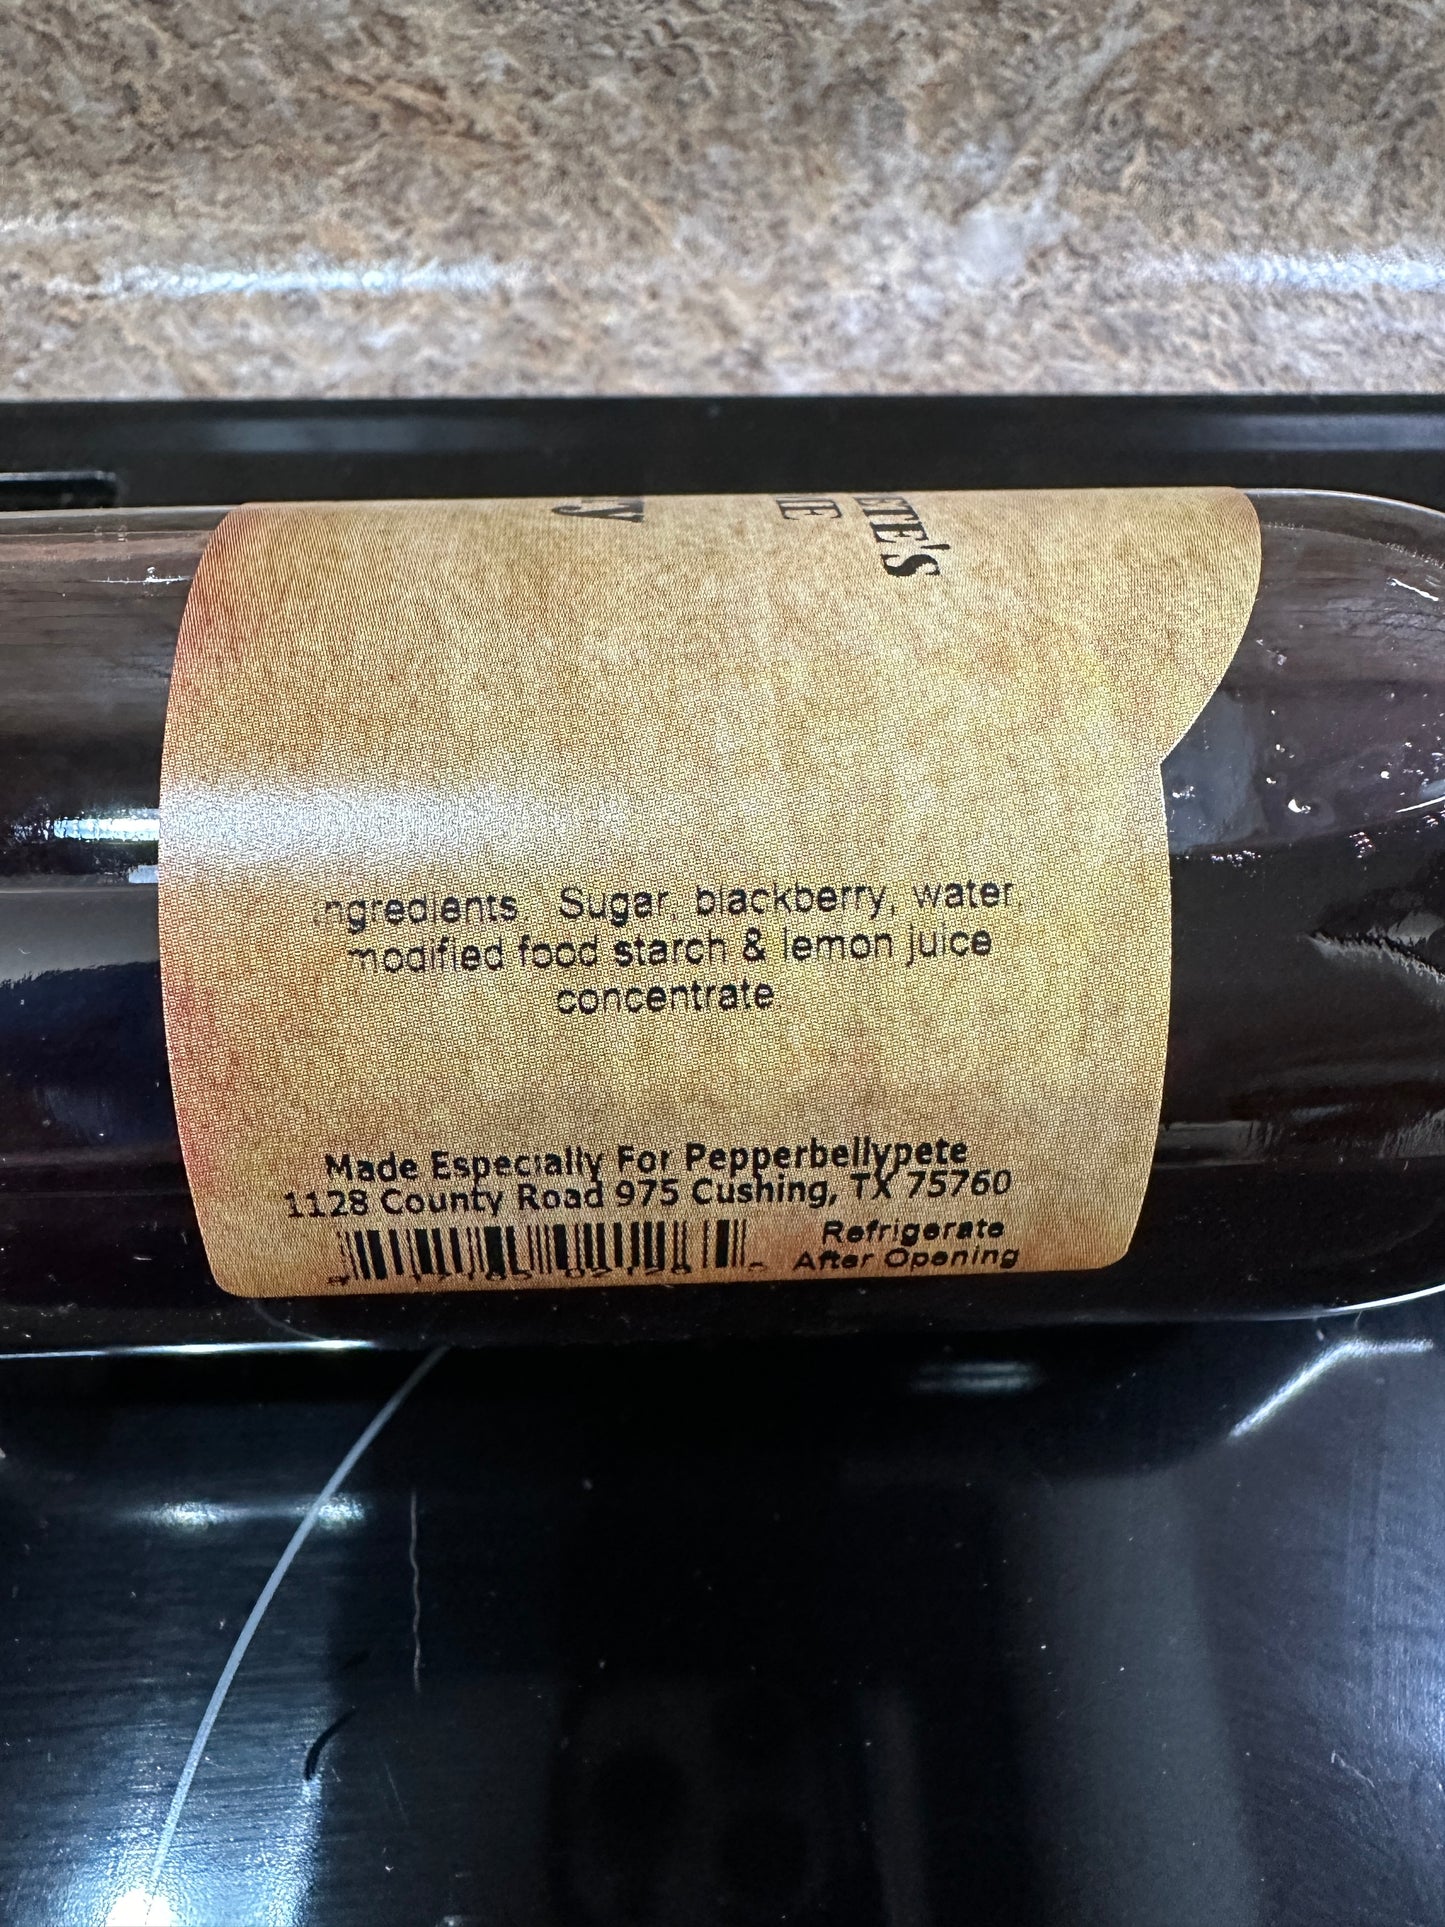 ETE'S
Ingredients: Sugar, blackberry, water,
modified food starch & lemon juice
concentrate
Made Especially For Pepperbellypete
1128 County Road 975 Cushing, TX 75760
Refrigerate
After Opening